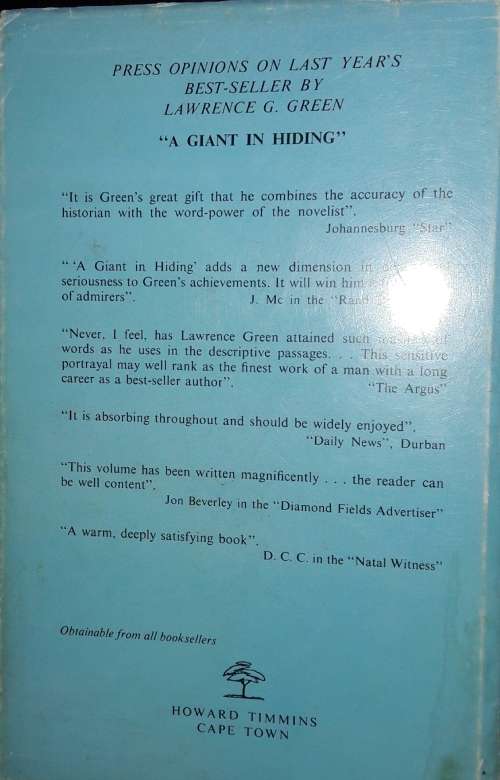 PRESS OPINIONS ON LAST YEAR'S
BEST-SELLER BY
LAWRENCE G. GREEN
"A GIANT IN HIDING"
"It is Green's great gift that he combines the accuracy of the
historian with the word-power of the novelist".
Johannesburg "Star"
" 'A Giant in Hiding' adds a new dimension in
seriousness to Green's achievements. It will win him
of admirers". J. Mc in the "Rand
"Never, I feel, has Lawrence Green attained such of
words as he uses in the descriptive passages. . . This sensitive
portrayal may well rank as the finest work of a man with a long
career as a best-seller author". "The Argus"
"It is absorbing throughout and should be widely enjoyed".
"Daily News", Durban
"This volume has been written magnificently . . . the reader can
be well content".
Jon Beverley in the "Diamond Fields Advertiser"
"A warm, deeply satisfying book".
D. C. C. in the "Natal Witness"
Obtainable from all booksellers
HOWARD TIMMINS
CAPE TOWN